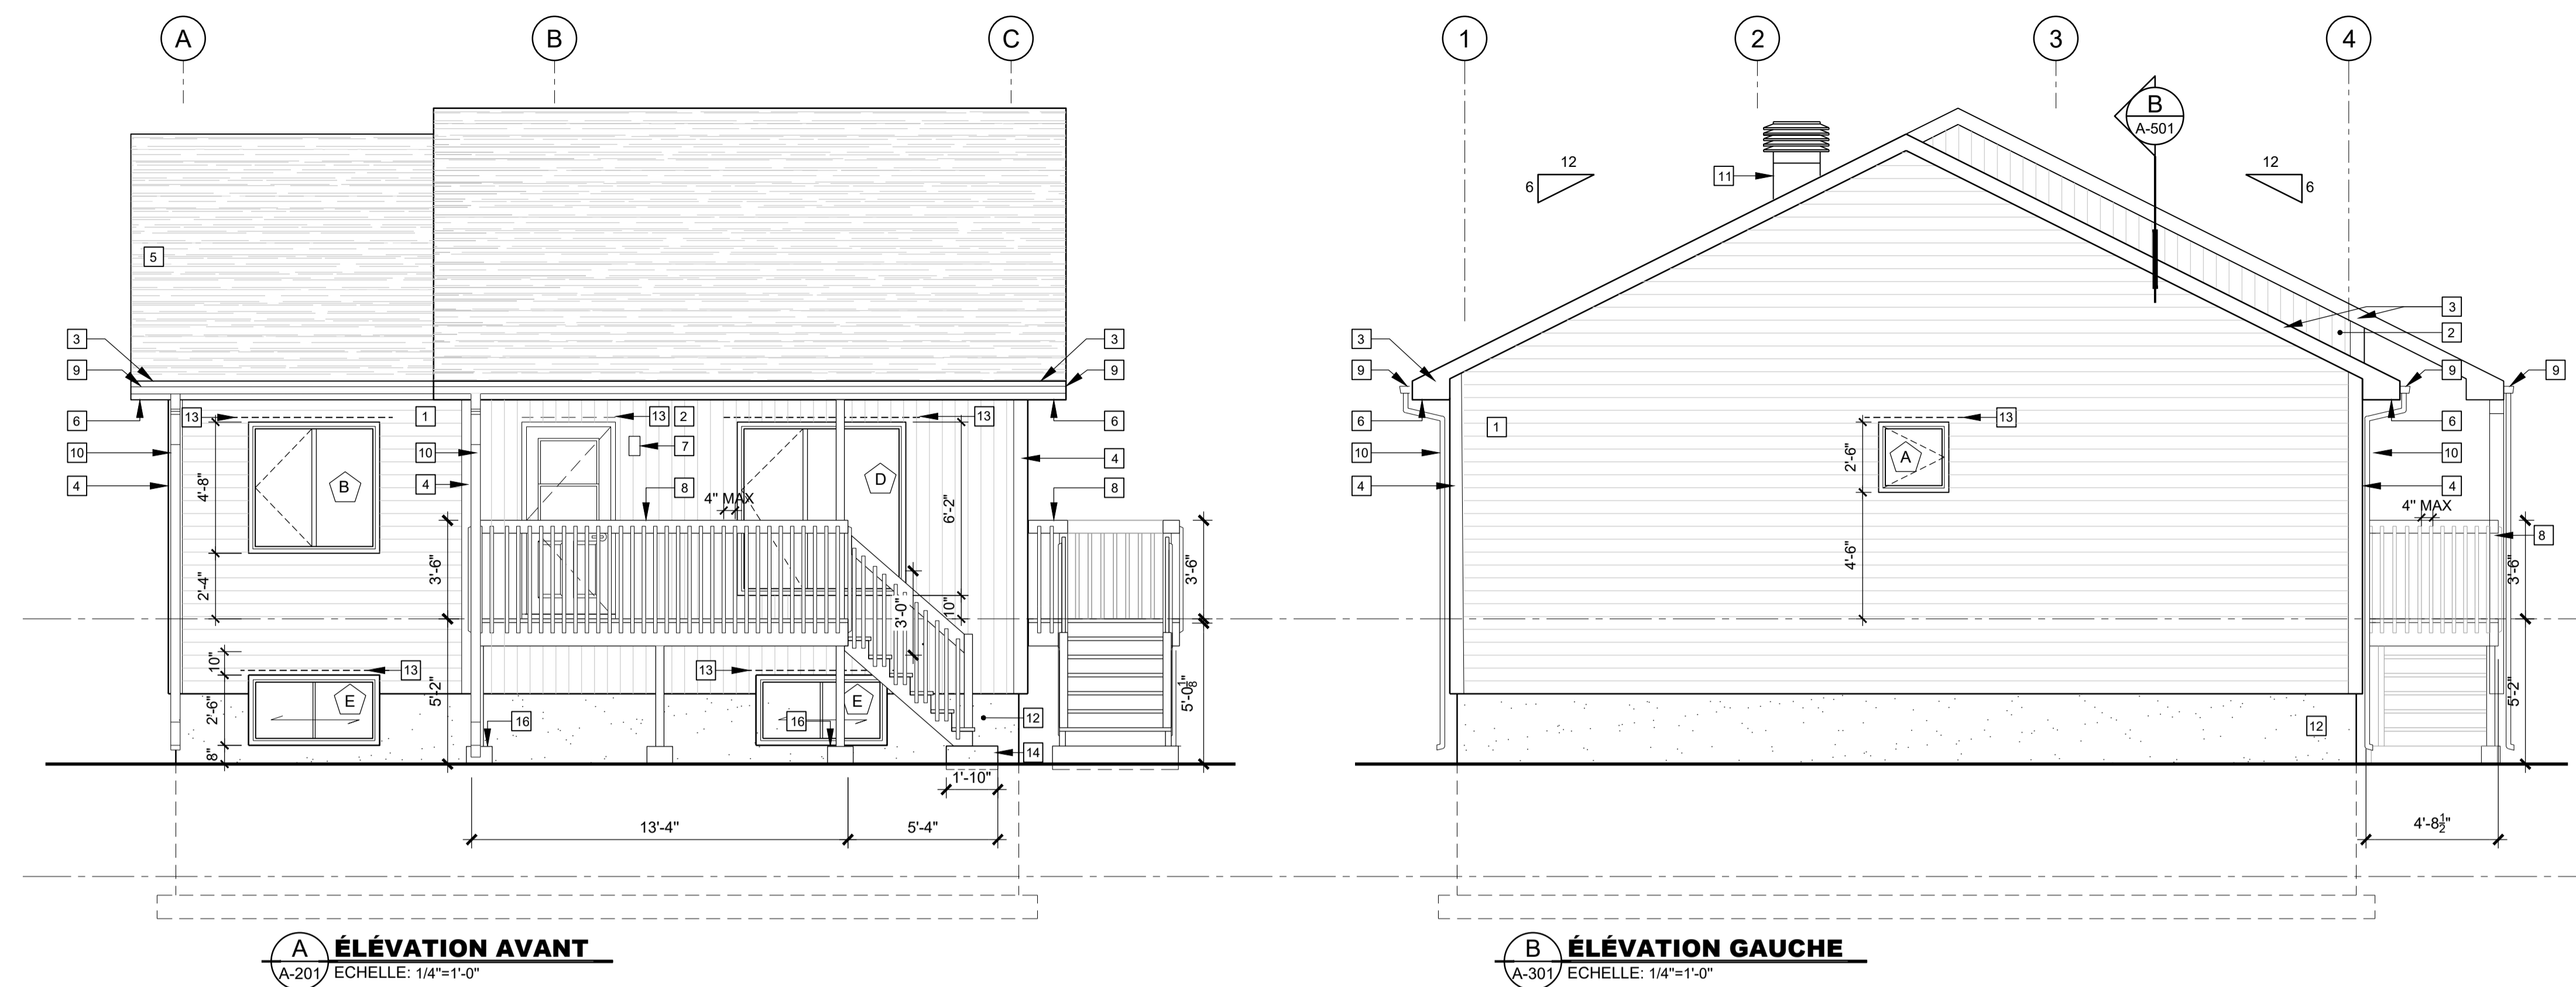 A B C 1 2 3 4
B
A-501
12 12
6 6
11
5
3 3 3 3
2
9 9 9 9 9
13 1 13 2 13 13
6 6 6 6
7
1
10 10 10 10
B D A
4'-8" 2'-6"
4 4 4 4 4
8 8
4" MAX 4" MAX
6'-2"
8
3'-6" 3'-6" 3'-6"
2'-4" 4'-6"
3'-0" 10"
10" 13 13
5'-2" 5'-0 1/8" 5'-2"
E E
2'-6"
16 16 12 12
8" 14
1'-10"
13'-4" 5'-4" 4'-8 1/2"
A ÉLÉVATION AVANT
A-201 ECHELLE: 1/4"=1'-0"
B ÉLÉVATION GAUCHE
A-301 ECHELLE: 1/4"=1'-0"